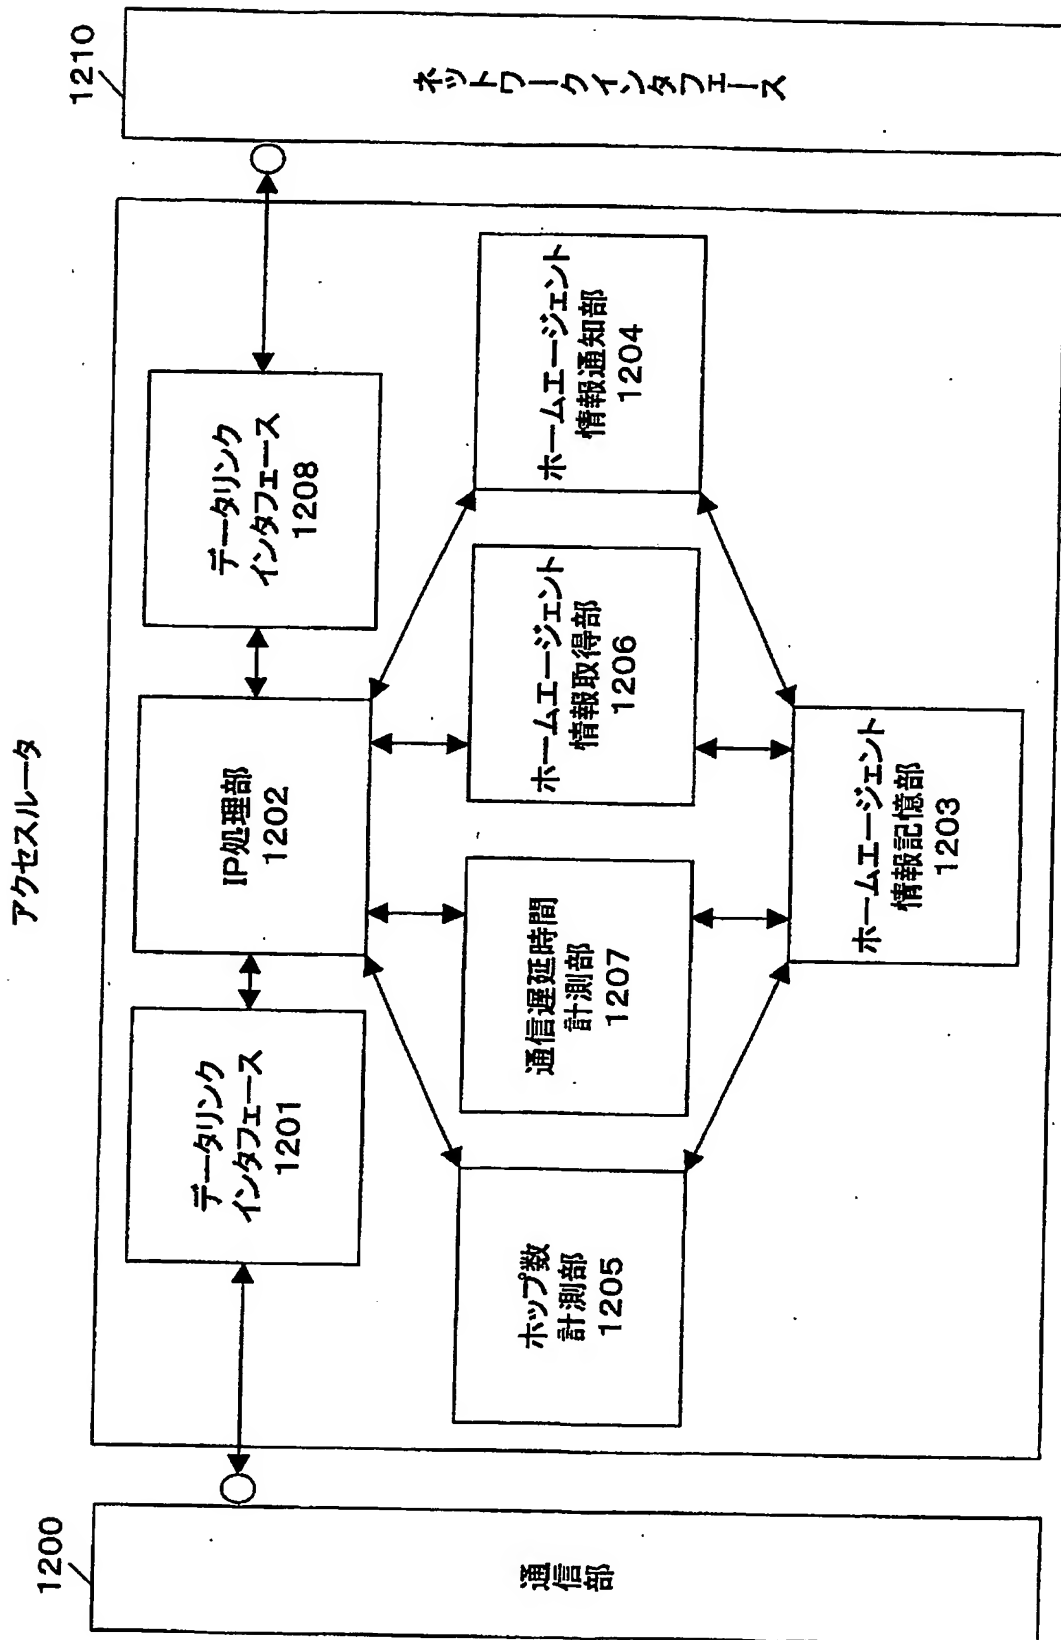 アクセスルータ
1200
通信部
データリンク
インタフェース
1201
IP処理部
1202
データリンク
インタフェース
1208
1210
ネットワークインタフェース
ホップ数
計測部
1205
通信遅延時間
計測部
1207
ホームエージェント
情報取得部
1206
ホームエージェント
情報通知部
1204
ホームエージェント
情報記憶部
1203